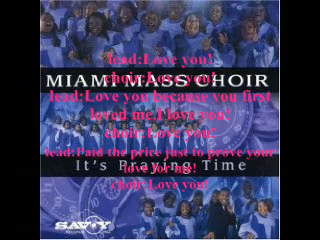 lead:Love you!
choir:Love you!
MIAMI MASS CHOIR
lead:Love you because you first
loved me,I love you!
choir:Love you!
lead:Paid the price just to prove your
It's Praying Time
love for me!
choir:Love you!
SAVOY